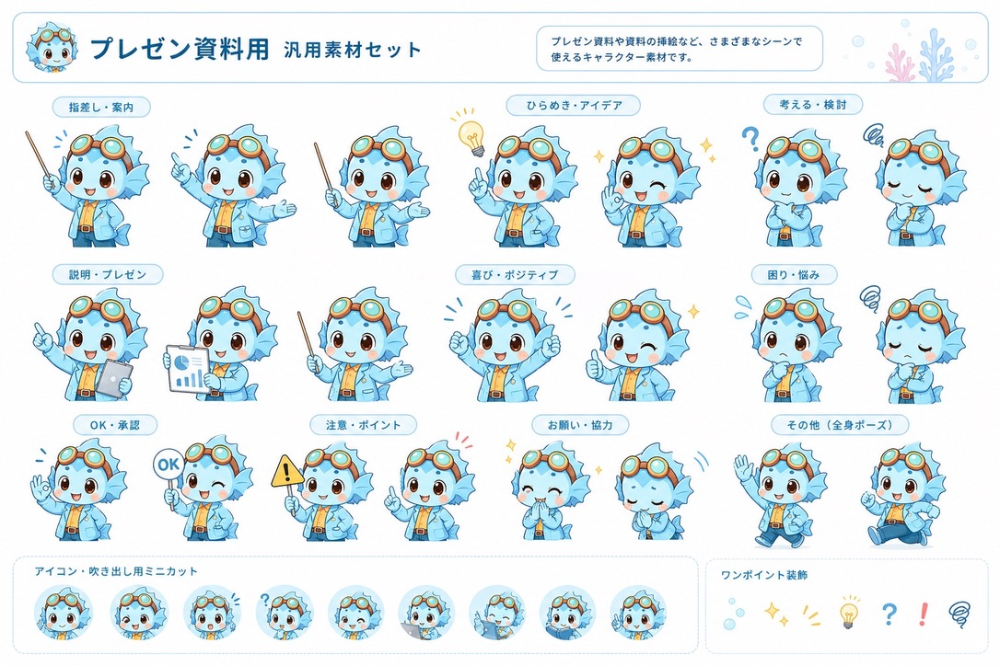 プレゼン資料用 汎用素材セット
プレゼン資料や資料の挿絵など、さまざまなシーンで
使えるキャラクター素材です。
指差し・案内
ひらめき・アイデア
考える・検討
?
説明・プレゼン
喜び・ポジティブ
困り・悩み
OK・承認
注意・ポイント
お願い・協力
その他（全身ポーズ）
OK
!
アイコン・吹き出し用ミニカット
?
ワンポイント装飾
? !